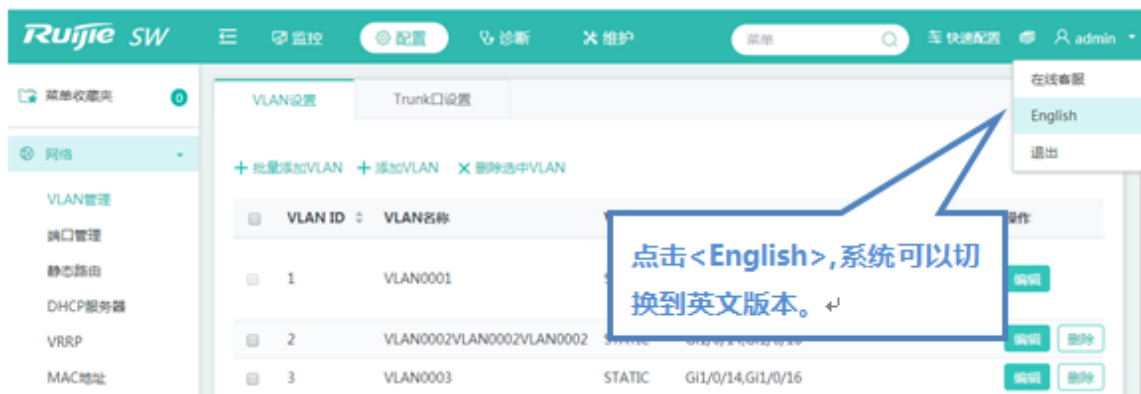 Ruijie SW 监控 配置 诊断 维护 菜单 快速配置 admin
在线客服
English
退出
菜单收藏夹 0
网络
VLAN管理
端口管理
静态路由
DHCP服务器
VRRP
MAC地址
VLAN设置 Trunk口设置
批量添加VLAN 添加VLAN 删除选中VLAN
VLAN ID VLAN名称 操作
1 VLAN0001 编辑
2 VLAN0002VLAN0002VLAN0002 STATIC Gi1/0/14,Gi1/0/16 编辑 删除
3 VLAN0003 STATIC Gi1/0/14,Gi1/0/16 编辑 删除
点击<English>,系统可以切
换到英文版本。